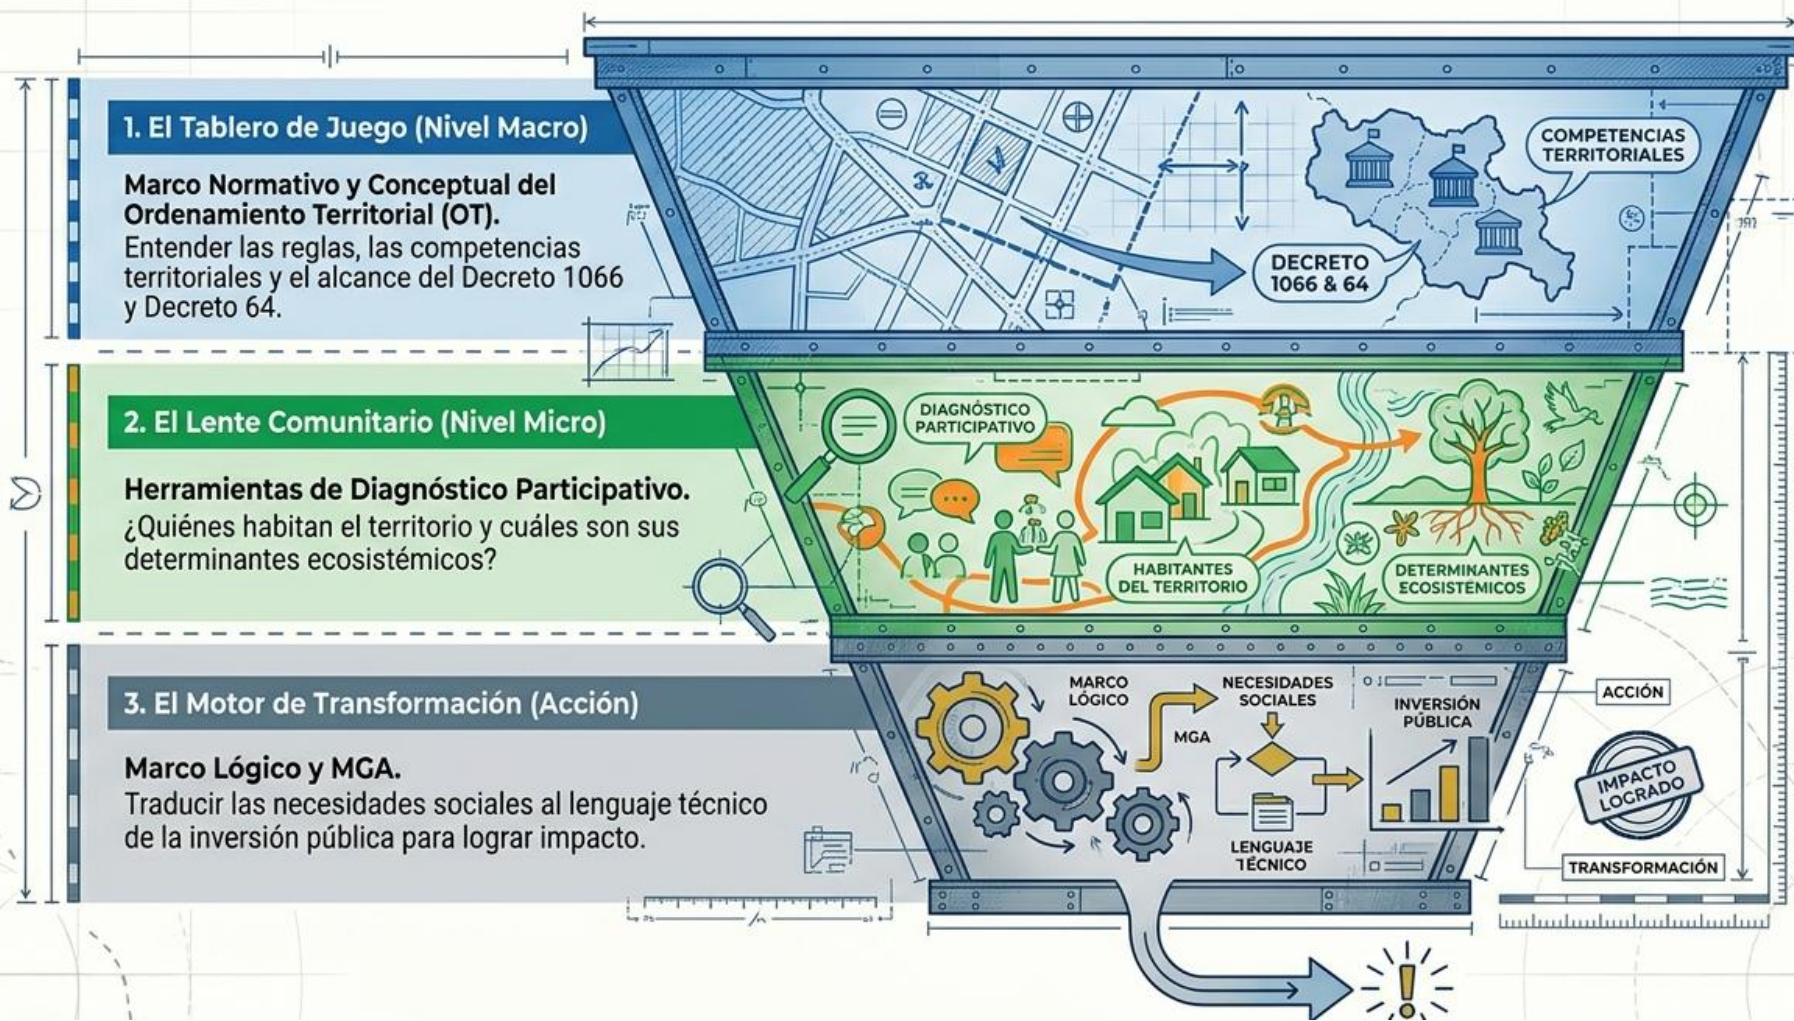 1. El Tablero de Juego (Nivel Macro)
Marco Normativo y Conceptual del
Ordenamiento Territorial (OT).
Entender las reglas, las competencias
territoriales y el alcance del Decreto 1066
y Decreto 64.
COMPETENCIAS
TERRITORIALES
DECRETO
1066 & 64
2. El Lente Comunitario (Nivel Micro)
Herramientas de Diagnóstico Participativo.
¿Quiénes habitan el territorio y cuáles son sus
determinantes ecosistémicos?
DIAGNÓSTICO
PARTICIPATIVO
HABITANTES
DEL TERRITORIO
DETERMINANTES
ECOSISTÉMICOS
3. El Motor de Transformación (Acción)
Marco Lógico y MGA.
Traducir las necesidades sociales al lenguaje técnico
de la inversión pública para lograr impacto.
MARCO
LÓGICO
MGA
NECESIDADES
SOCIALES
LENGUAJE
TÉCNICO
INVERSIÓN
PÚBLICA
ACCIÓN
IMPACTO
LOGRADO
TRANSFORMACIÓN